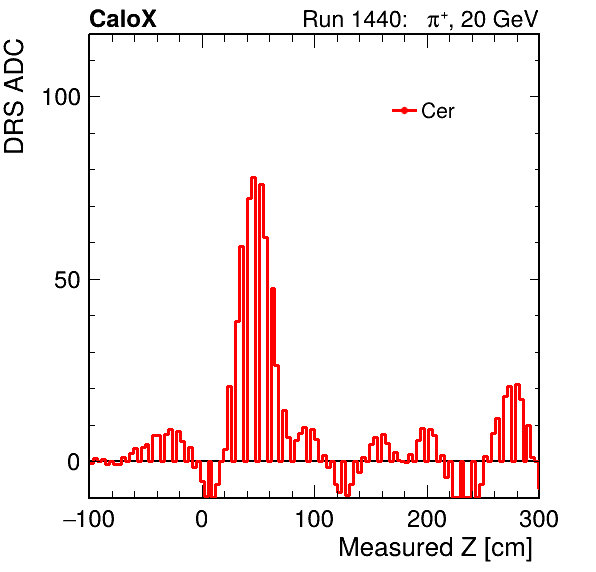 CaloX Run 1440: π⁺, 20 GeV
DRS ADC
Cer
100
50
0
−100 0 100 200 300
Measured Z [cm]